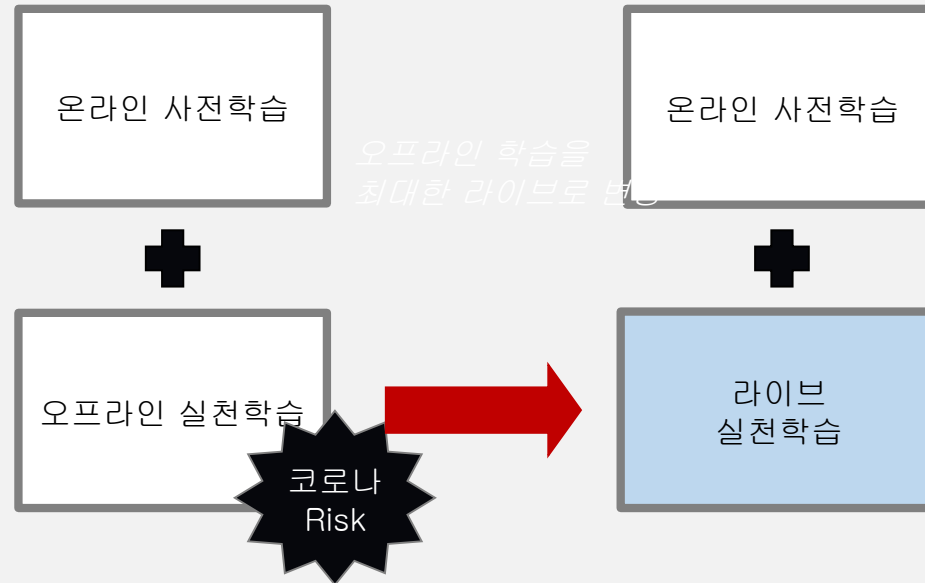 온라인 사전학습
온라인 사전학습
오프라인 학습을
최대한 라이브로 변경
오프라인 실천학습
코로나
Risk
라이브
실천학습